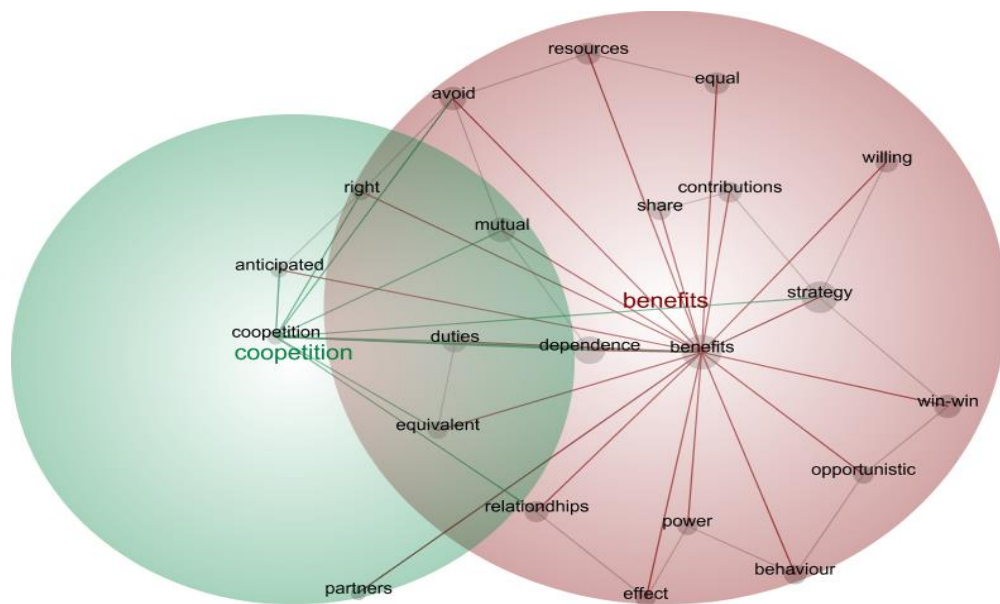 resources
equal
avoid
willing
right
contributions
share
mutual
anticipated
strategy
benefits
coopetition
duties
dependence
benefits
coopetition
win-win
equivalent
opportunistic
relationdhips
power
behaviour
partners
effect